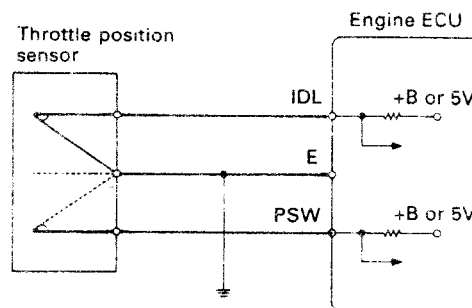 Engine ECU
Throttle position
sensor
IDL
+B or 5V
E
PSW
+B or 5V